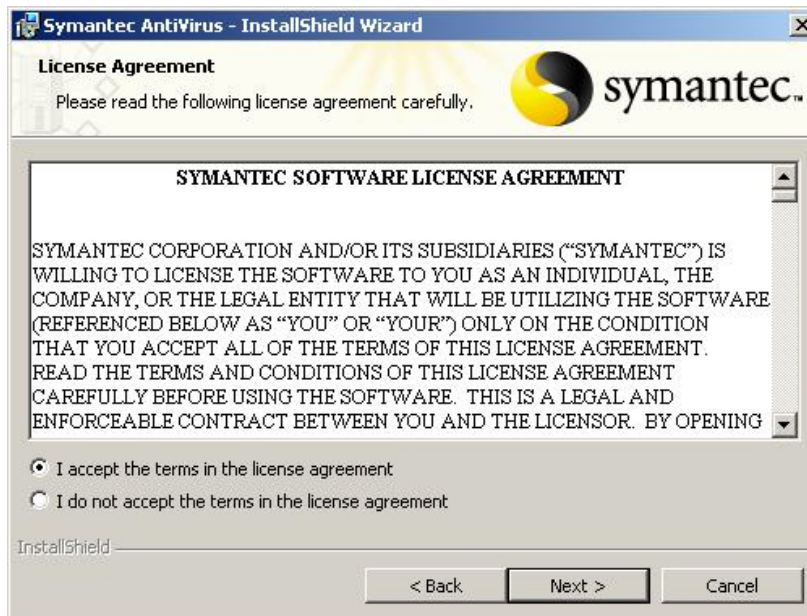 Symantec AntiVirus - InstallShield Wizard
License Agreement
Please read the following license agreement carefully.
symantec™
SYMANTEC SOFTWARE LICENSE AGREEMENT
SYMANTEC CORPORATION AND/OR ITS SUBSIDIARIES (“SYMANTEC”) IS
WILLING TO LICENSE THE SOFTWARE TO YOU AS AN INDIVIDUAL, THE
COMPANY, OR THE LEGAL ENTITY THAT WILL BE UTILIZING THE SOFTWARE
(REFERENCED BELOW AS “YOU” OR “YOUR”) ONLY ON THE CONDITION
THAT YOU ACCEPT ALL OF THE TERMS OF THIS LICENSE AGREEMENT.
READ THE TERMS AND CONDITIONS OF THIS LICENSE AGREEMENT
CAREFULLY BEFORE USING THE SOFTWARE.  THIS IS A LEGAL AND
ENFORCEABLE CONTRACT BETWEEN YOU AND THE LICENSOR.  BY OPENING
I accept the terms in the license agreement
I do not accept the terms in the license agreement
InstallShield
< Back
Next >
Cancel